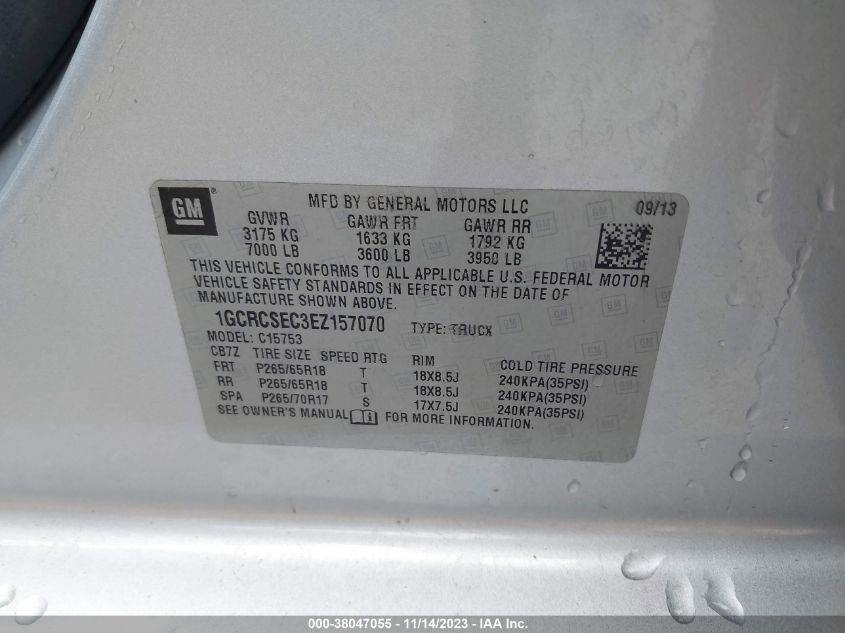 GM ® MFD BY GENERAL MOTORS LLC 09/13
GVWR GAWR FRT GAWR RR
3175 KG 1633 KG 1792 KG
7000 LB 3600 LB 3950 LB
THIS VEHICLE CONFORMS TO ALL APPLICABLE U.S. FEDERAL MOTOR
VEHICLE SAFETY STANDARDS IN EFFECT ON THE DATE OF
MANUFACTURE SHOWN ABOVE.
1GCRCSEC3EZ157070 TYPE: TRUCK
MODEL: C15753
CB7Z TIRE SIZE SPEED RTG RIM COLD TIRE PRESSURE
FRT P265/65R18 T 18X8.5J 240KPA(35PSI)
RR P265/65R18 T 18X8.5J 240KPA(35PSI)
SPA P265/70R17 S 17X7.5J 240KPA(35PSI)
SEE OWNER'S MANUAL i FOR MORE INFORMATION.
000-38047055 — 11/14/2023 — IAA Inc.